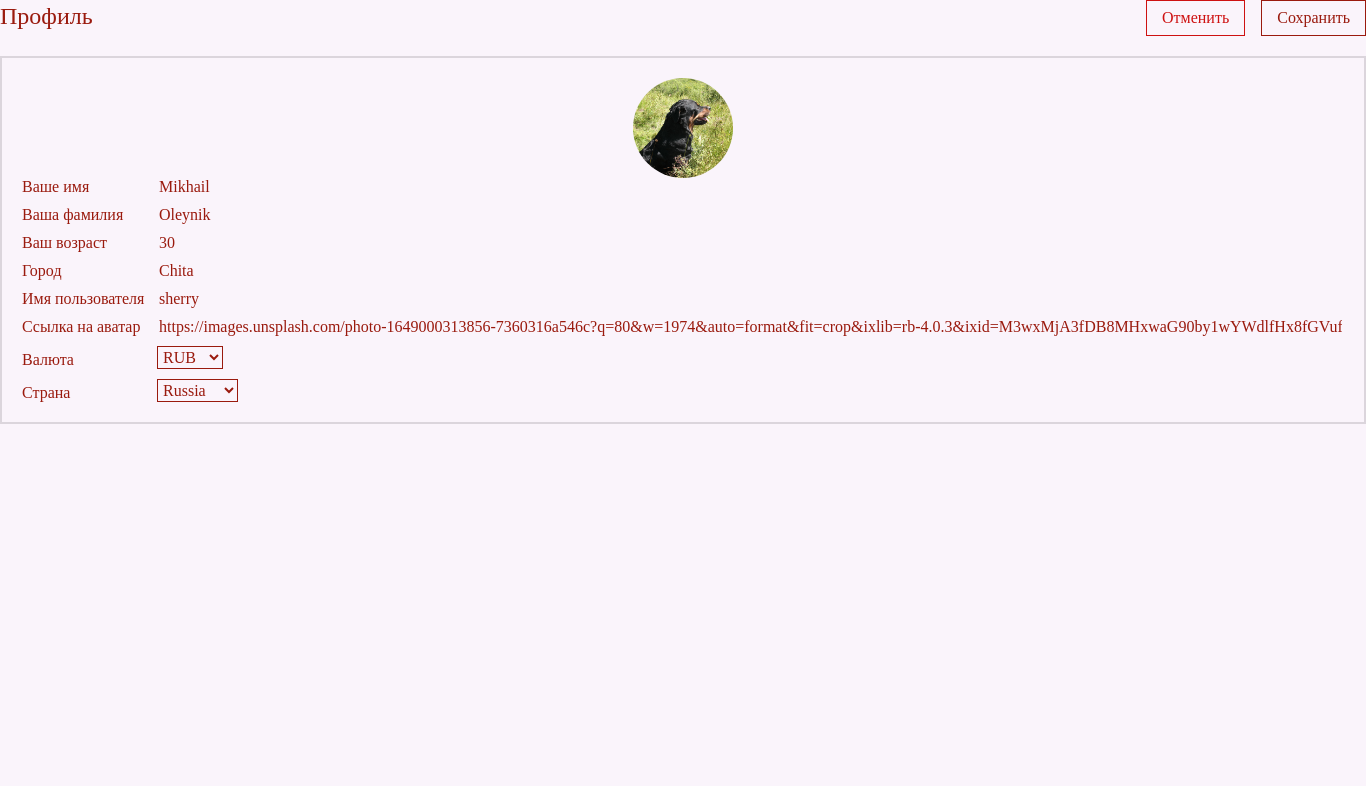 Профиль
Отменить
Сохранить
Ваше имя Mikhail
Ваша фамилия Oleynik
Ваш возраст 30
Город Chita
Имя пользователя sherry
Ссылка на аватар https://images.unsplash.com/photo-1649000313856-7360316a546c?q=80&w=1974&auto=format&fit=crop&ixlib=rb-4.0.3&ixid=M3wxMjA3fDB8MHxwaG90by1wYWdlfHx8fGVuf
Валюта RUB
Страна Russia